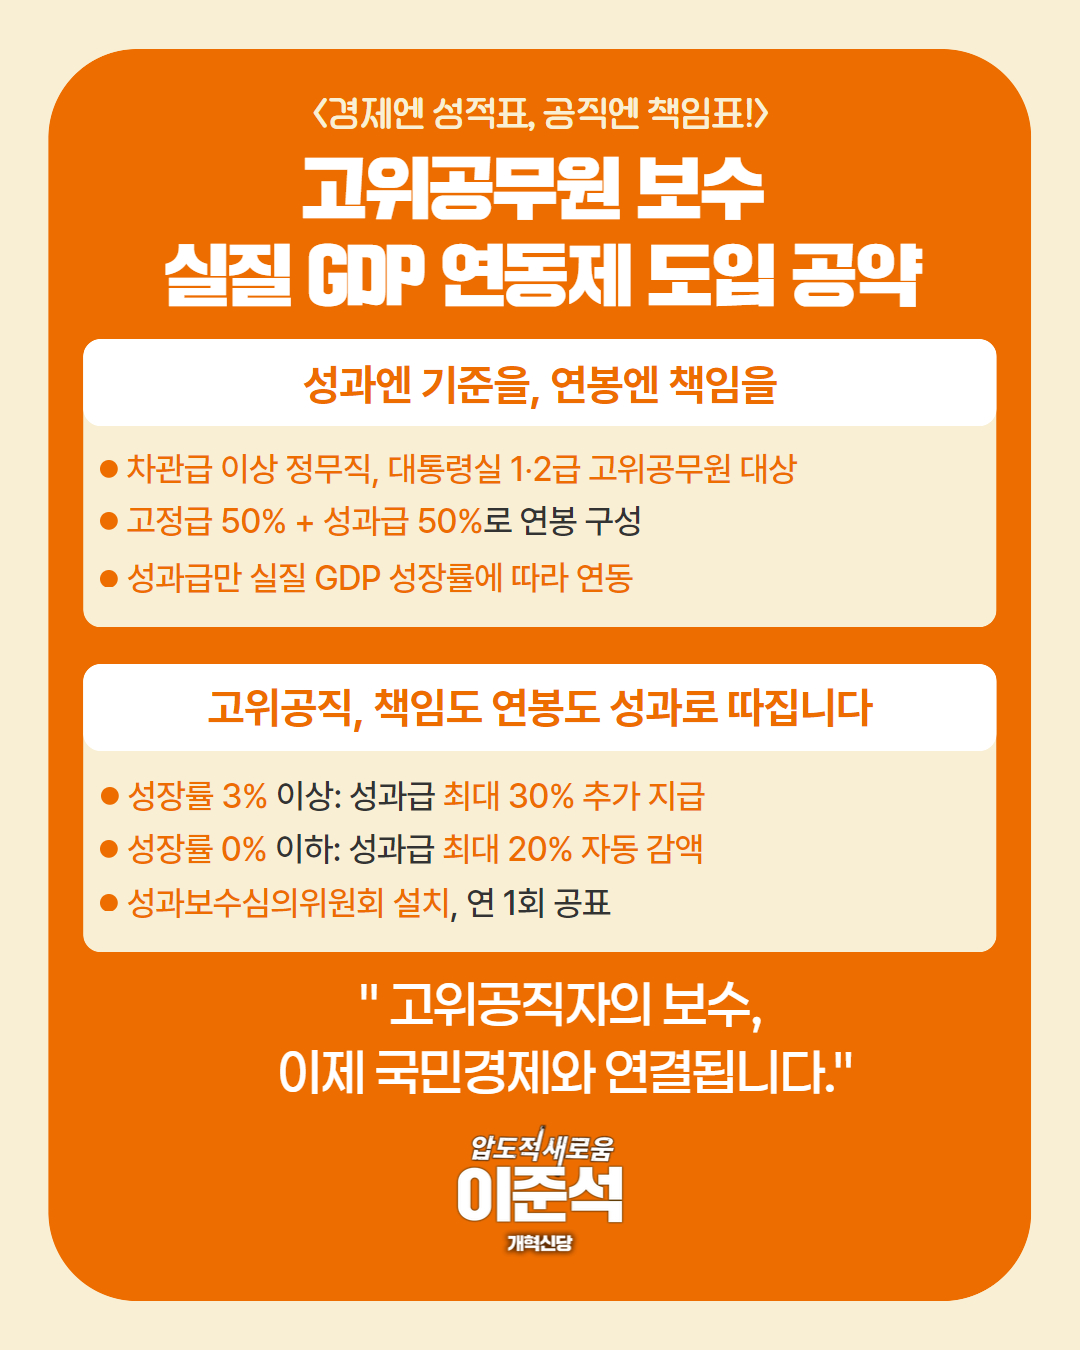 <경제엔 성적표, 공직엔 책임표!>
고위공무원 보수
실질 GDP 연동제 도입 공약
성과엔 기준을, 연봉엔 책임을
● 차관급 이상 정무직, 대통령실 1·2급 고위공무원 대상
● 고정급 50% + 성과급 50%로 연봉 구성
● 성과급만 실질 GDP 성장률에 따라 연동
고위공직, 책임도 연봉도 성과로 따집니다
● 성장률 3% 이상: 성과급 최대 30% 추가 지급
● 성장률 0% 이하: 성과급 최대 20% 자동 감액
● 성과보수심의위원회 설치, 연 1회 공표
" 고위공직자의 보수,
이제 국민경제와 연결됩니다."
압도적새로움
이준석
개혁신당